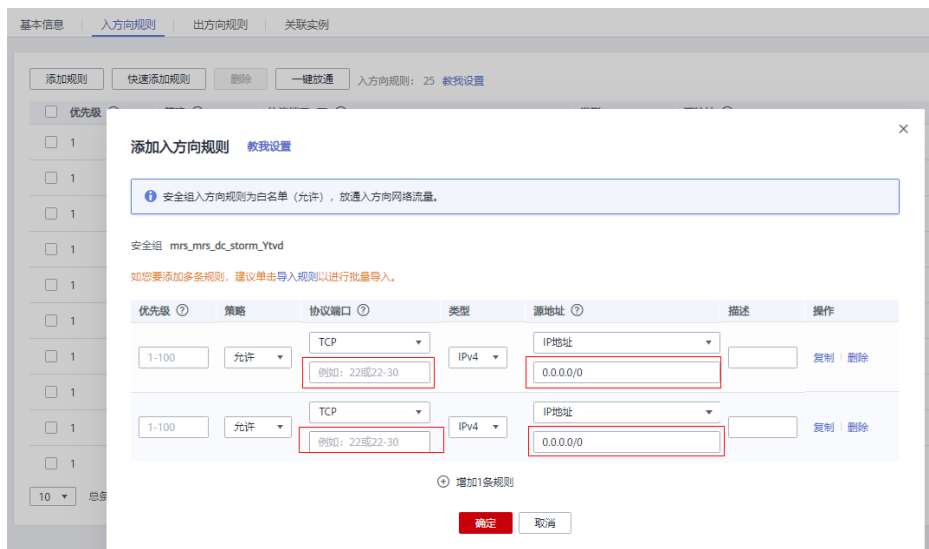 基本信息 入方向规则 出方向规则 关联实例
添加规则 快速添加规则 删除 一键放通 入方向规则: 25 教我设置
优先级
1
1
1
1
1
1
1
1
1
1
10
添加入方向规则 教我设置
安全组入方向规则为白名单（允许），放通入方向网络流量。
安全组 mrs_mrs_dc_storm_Ytvd
如您要添加多条规则，建议单击导入规则以进行批量导入。
优先级 策略 协议端口 类型 源地址 描述 操作
TCP IP地址
1-100 允许 IPv4 复制 删除
例如：22或22-30 0.0.0.0/0
TCP IP地址
1-100 允许 IPv4 复制 删除
例如：22或22-30 0.0.0.0/0
增加1条规则
确定 取消